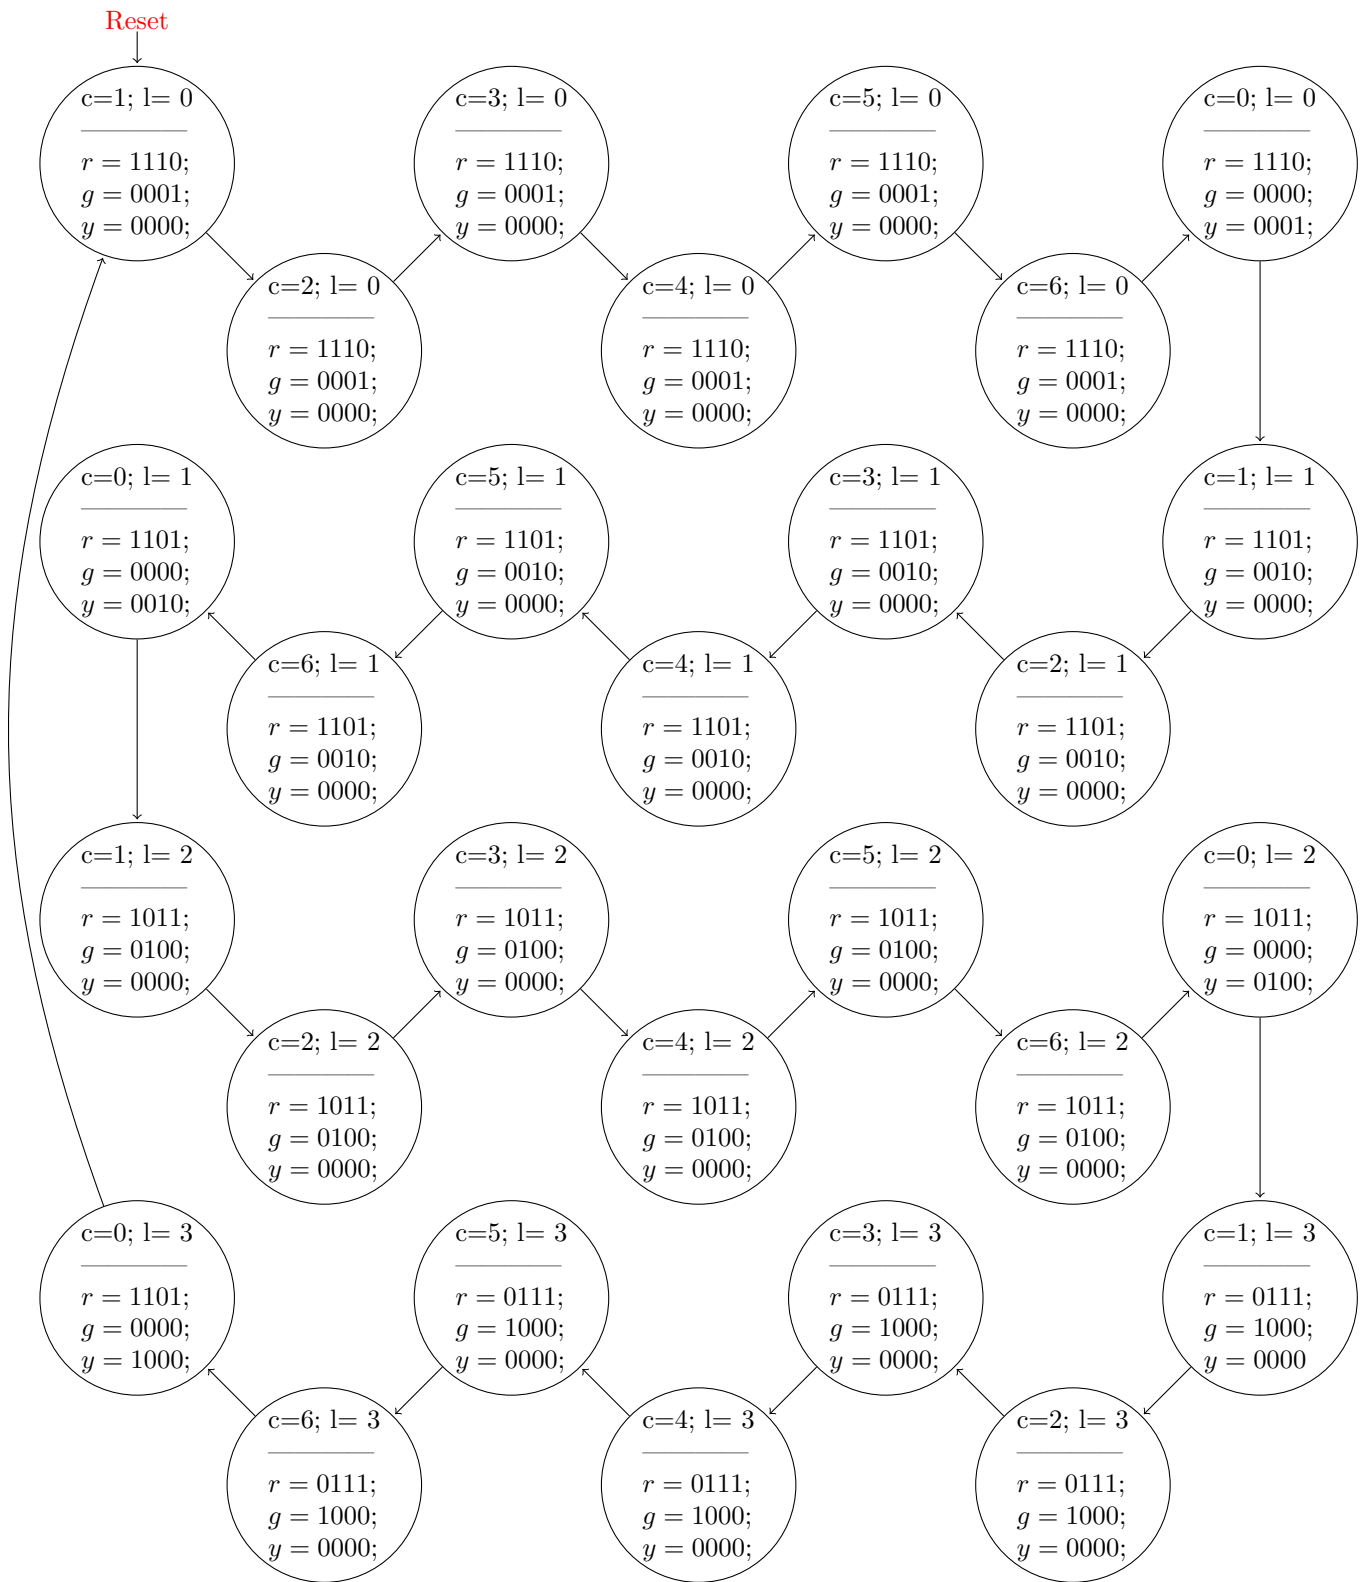 Reset
c=1; l= 0
r = 1110;
g = 0001;
y = 0000;
c=3; l= 0
r = 1110;
g = 0001;
y = 0000;
c=5; l= 0
r = 1110;
g = 0001;
y = 0000;
c=0; l= 0
r = 1110;
g = 0000;
y = 0001;
c=2; l= 0
r = 1110;
g = 0001;
y = 0000;
c=4; l= 0
r = 1110;
g = 0001;
y = 0000;
c=6; l= 0
r = 1110;
g = 0001;
y = 0000;
c=0; l= 1
r = 1101;
g = 0000;
y = 0010;
c=5; l= 1
r = 1101;
g = 0010;
y = 0000;
c=3; l= 1
r = 1101;
g = 0010;
y = 0000;
c=1; l= 1
r = 1101;
g = 0010;
y = 0000;
c=6; l= 1
r = 1101;
g = 0010;
y = 0000;
c=4; l= 1
r = 1101;
g = 0010;
y = 0000;
c=2; l= 1
r = 1101;
g = 0010;
y = 0000;
c=1; l= 2
r = 1011;
g = 0100;
y = 0000;
c=3; l= 2
r = 1011;
g = 0100;
y = 0000;
c=5; l= 2
r = 1011;
g = 0100;
y = 0000;
c=0; l= 2
r = 1011;
g = 0000;
y = 0100;
c=2; l= 2
r = 1011;
g = 0100;
y = 0000;
c=4; l= 2
r = 1011;
g = 0100;
y = 0000;
c=6; l= 2
r = 1011;
g = 0100;
y = 0000;
c=0; l= 3
r = 1101;
g = 0000;
y = 1000;
c=5; l= 3
r = 0111;
g = 1000;
y = 0000;
c=3; l= 3
r = 0111;
g = 1000;
y = 0000;
c=1; l= 3
r = 0111;
g = 1000;
y = 0000
c=6; l= 3
r = 0111;
g = 1000;
y = 0000;
c=4; l= 3
r = 0111;
g = 1000;
y = 0000;
c=2; l= 3
r = 0111;
g = 1000;
y = 0000;